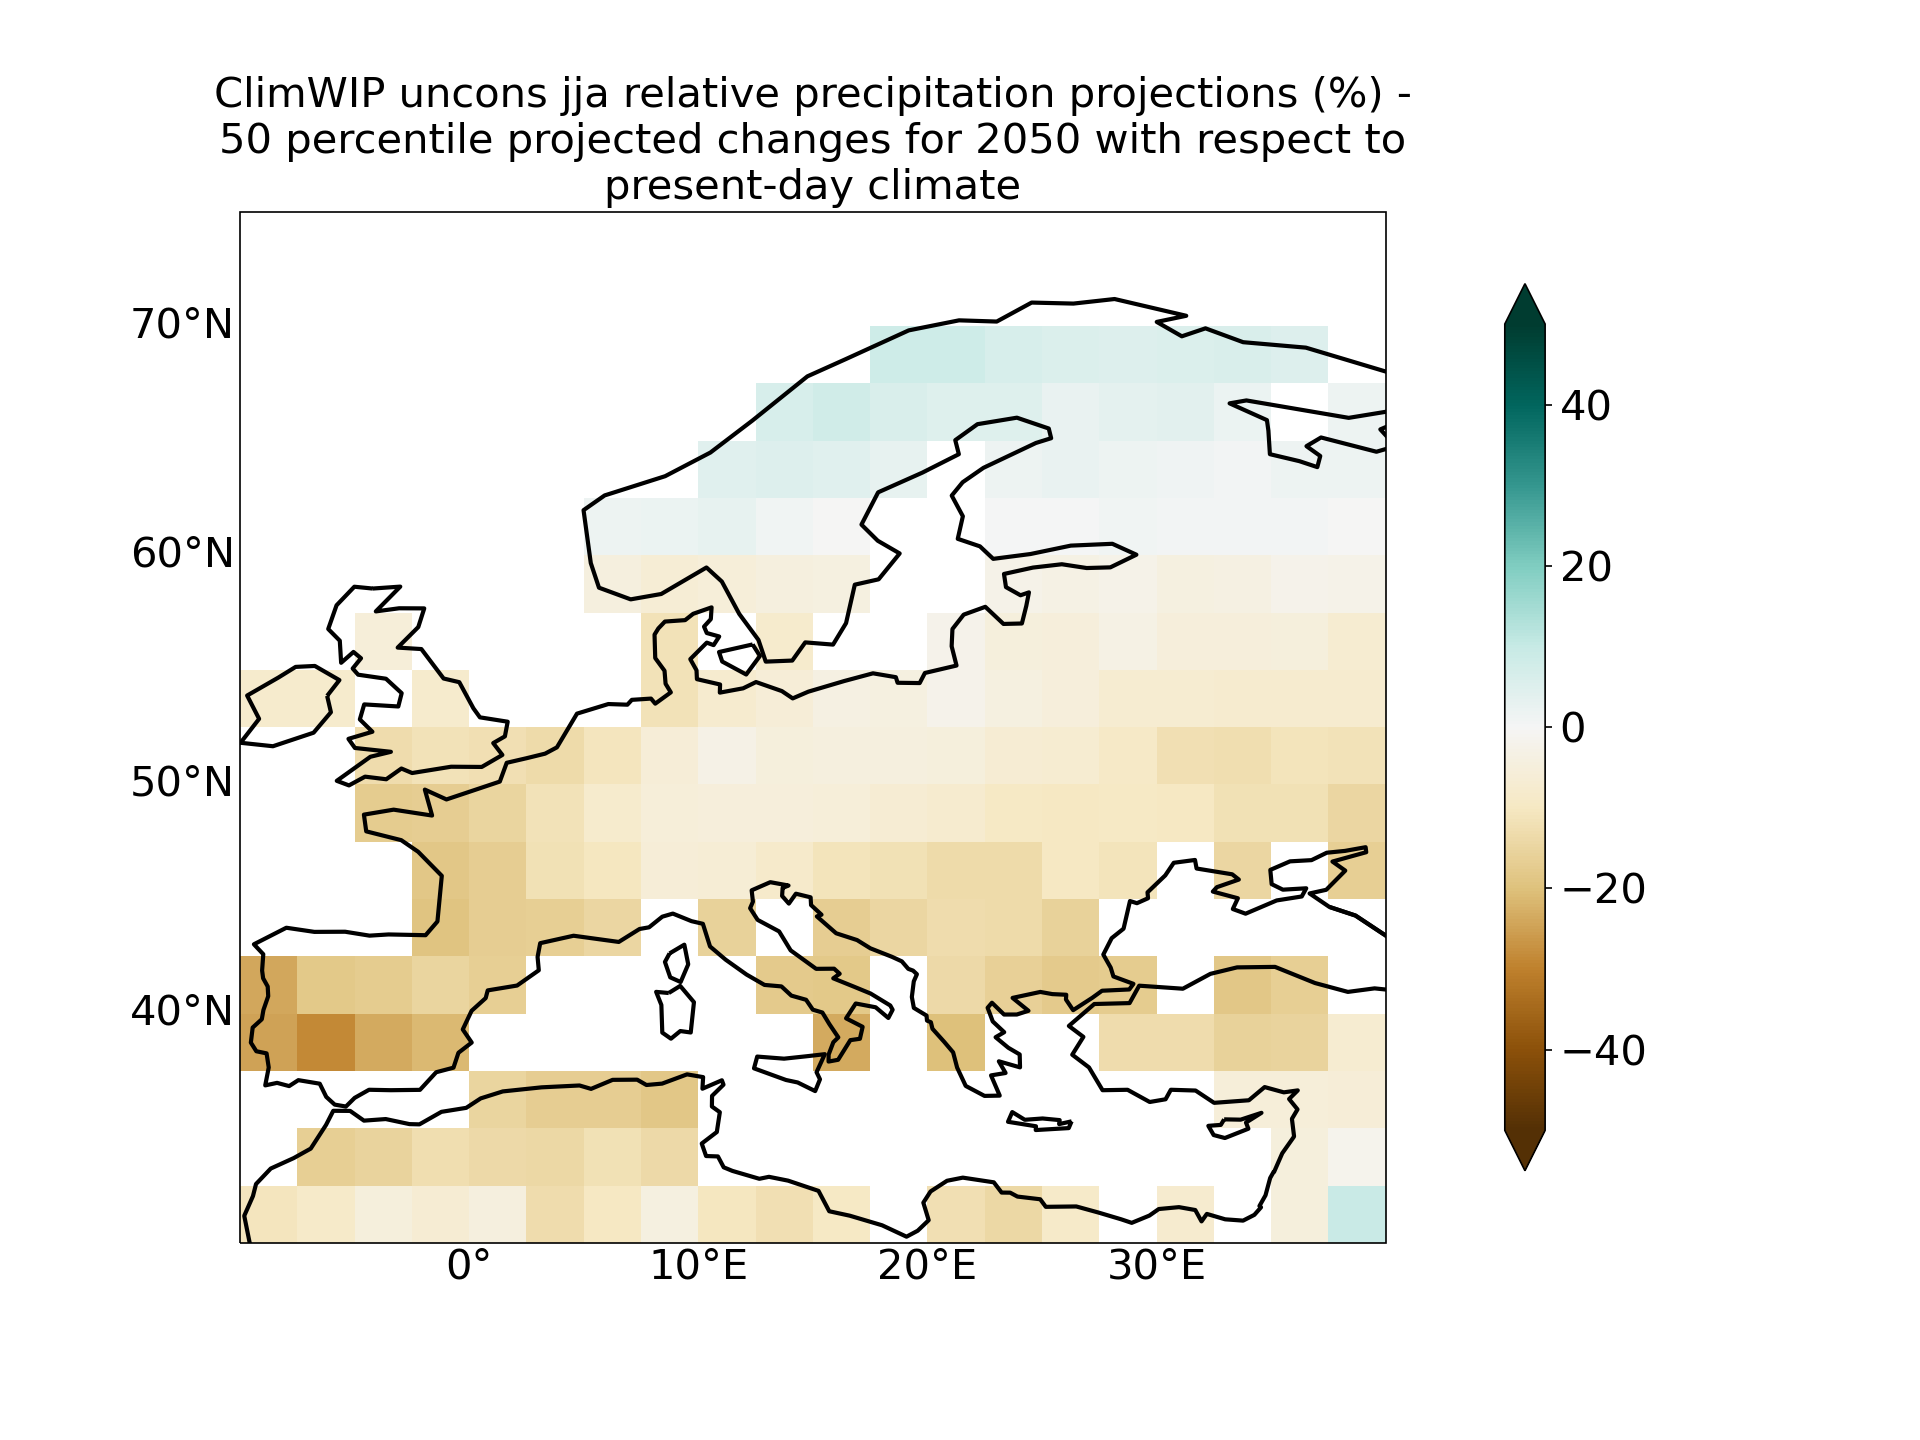 ClimWIP uncons jja relative precipitation projections (%) -
50 percentile projected changes for 2050 with respect to
present-day climate
70°N
60°N
50°N
40°N
0°
10°E
20°E
30°E
40
20
0
−20
−40